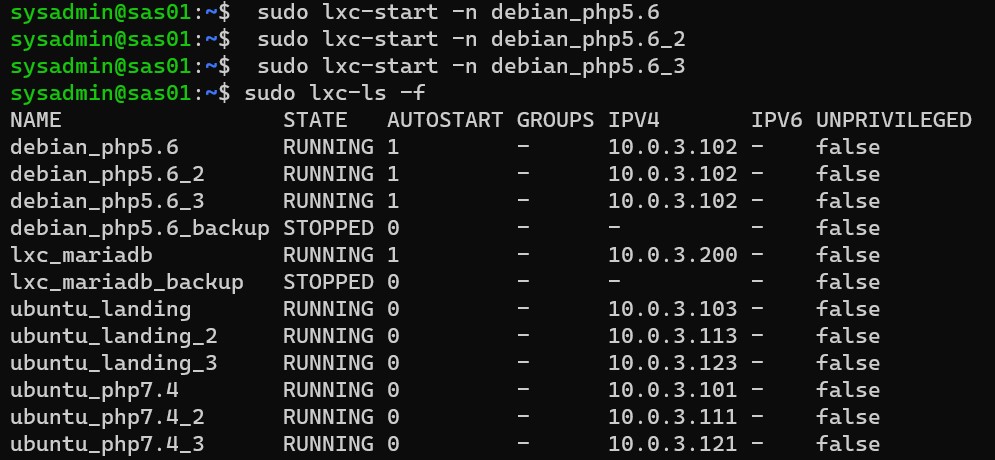 sysadmin@sas01:~$  sudo lxc-start -n debian_php5.6
sysadmin@sas01:~$  sudo lxc-start -n debian_php5.6_2
sysadmin@sas01:~$  sudo lxc-start -n debian_php5.6_3
sysadmin@sas01:~$ sudo lxc-ls -f
NAME                 STATE   AUTOSTART GROUPS IPV4       IPV6 UNPRIVILEGED
debian_php5.6        RUNNING 1         -      10.0.3.102 -    false
debian_php5.6_2      RUNNING 1         -      10.0.3.102 -    false
debian_php5.6_3      RUNNING 1         -      10.0.3.102 -    false
debian_php5.6_backup STOPPED 0         -      -          -    false
lxc_mariadb          RUNNING 1         -      10.0.3.200 -    false
lxc_mariadb_backup   STOPPED 0         -      -          -    false
ubuntu_landing       RUNNING 0         -      10.0.3.103 -    false
ubuntu_landing_2     RUNNING 0         -      10.0.3.113 -    false
ubuntu_landing_3     RUNNING 0         -      10.0.3.123 -    false
ubuntu_php7.4        RUNNING 0         -      10.0.3.101 -    false
ubuntu_php7.4_2      RUNNING 0         -      10.0.3.111 -    false
ubuntu_php7.4_3      RUNNING 0         -      10.0.3.121 -    false